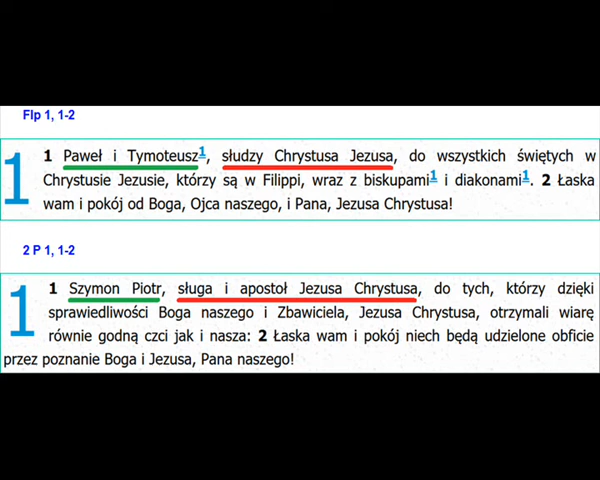 Flp 1, 1-2
1 1 Paweł i Tymoteusz1, słudzy Chrystusa Jezusa, do wszystkich świętych w
Chrystusie Jezusie, którzy są w Filippi, wraz z biskupami1 i diakonami1. 2 Łaska
wam i pokój od Boga, Ojca naszego, i Pana, Jezusa Chrystusa!
2 P 1, 1-2
1 1 Szymon Piotr, sługa i apostoł Jezusa Chrystusa, do tych, którzy dzięki
sprawiedliwości Boga naszego i Zbawiciela, Jezusa Chrystusa, otrzymali wiarę
równie godną czci jak i nasza: 2 Łaska wam i pokój niech będą udzielone obficie
przez poznanie Boga i Jezusa, Pana naszego!